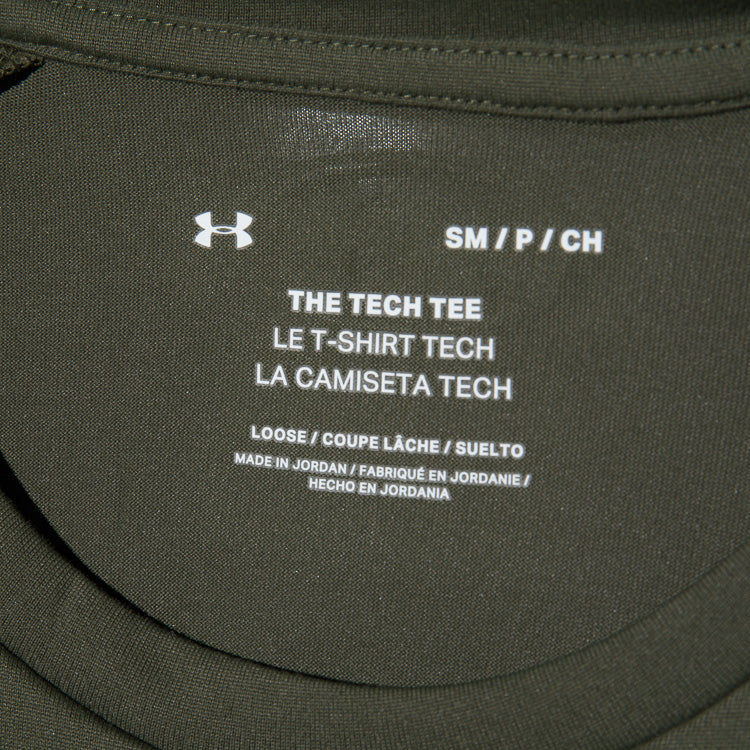 SM / P / CH
THE TECH TEE
LE T-SHIRT TECH
LA CAMISETA TECH
LOOSE / COUPE LÂCHE / SUELTO
MADE IN JORDAN / FABRIQUÉ EN JORDANIE /
HECHO EN JORDANIA